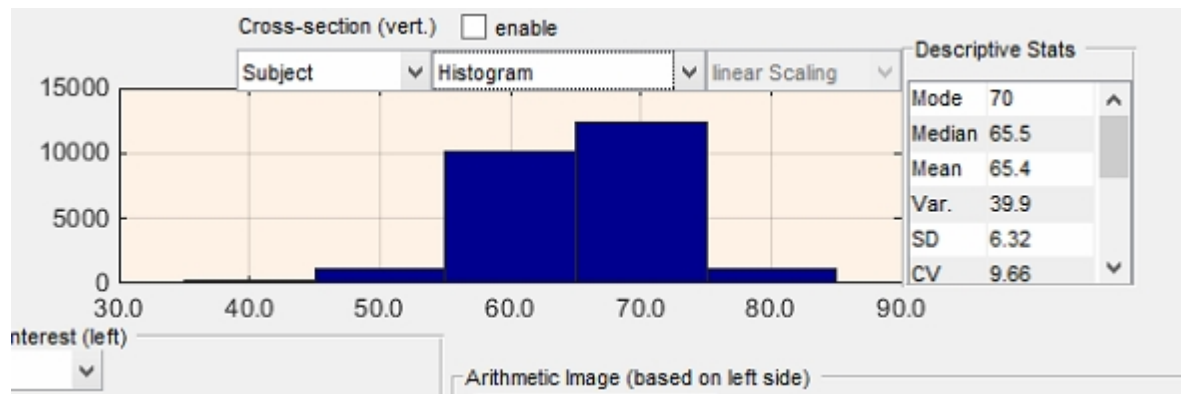 Cross-section (vert.) enable
Subject Histogram linear Scaling
Descriptive Stats
Mode 70
Median 65.5
Mean 65.4
Var. 39.9
SD 6.32
CV 9.66
15000
10000
5000
0
30.0 40.0 50.0 60.0 70.0 80.0 90.0
nterest (left)
Arithmetic Image (based on left side)